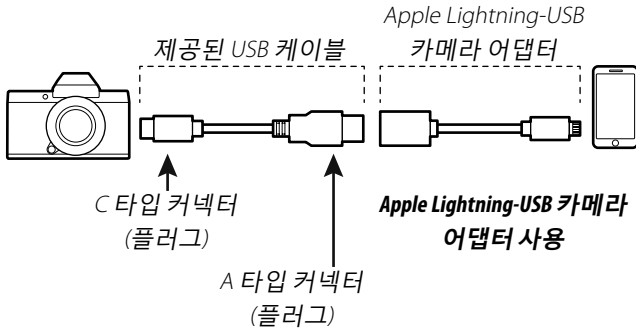 Apple Lightning-USB
카메라 어댑터
제공된 USB 케이블
C 타입 커넥터
(플러그)
Apple Lightning-USB 카메라
어댑터 사용
A 타입 커넥터
(플러그)